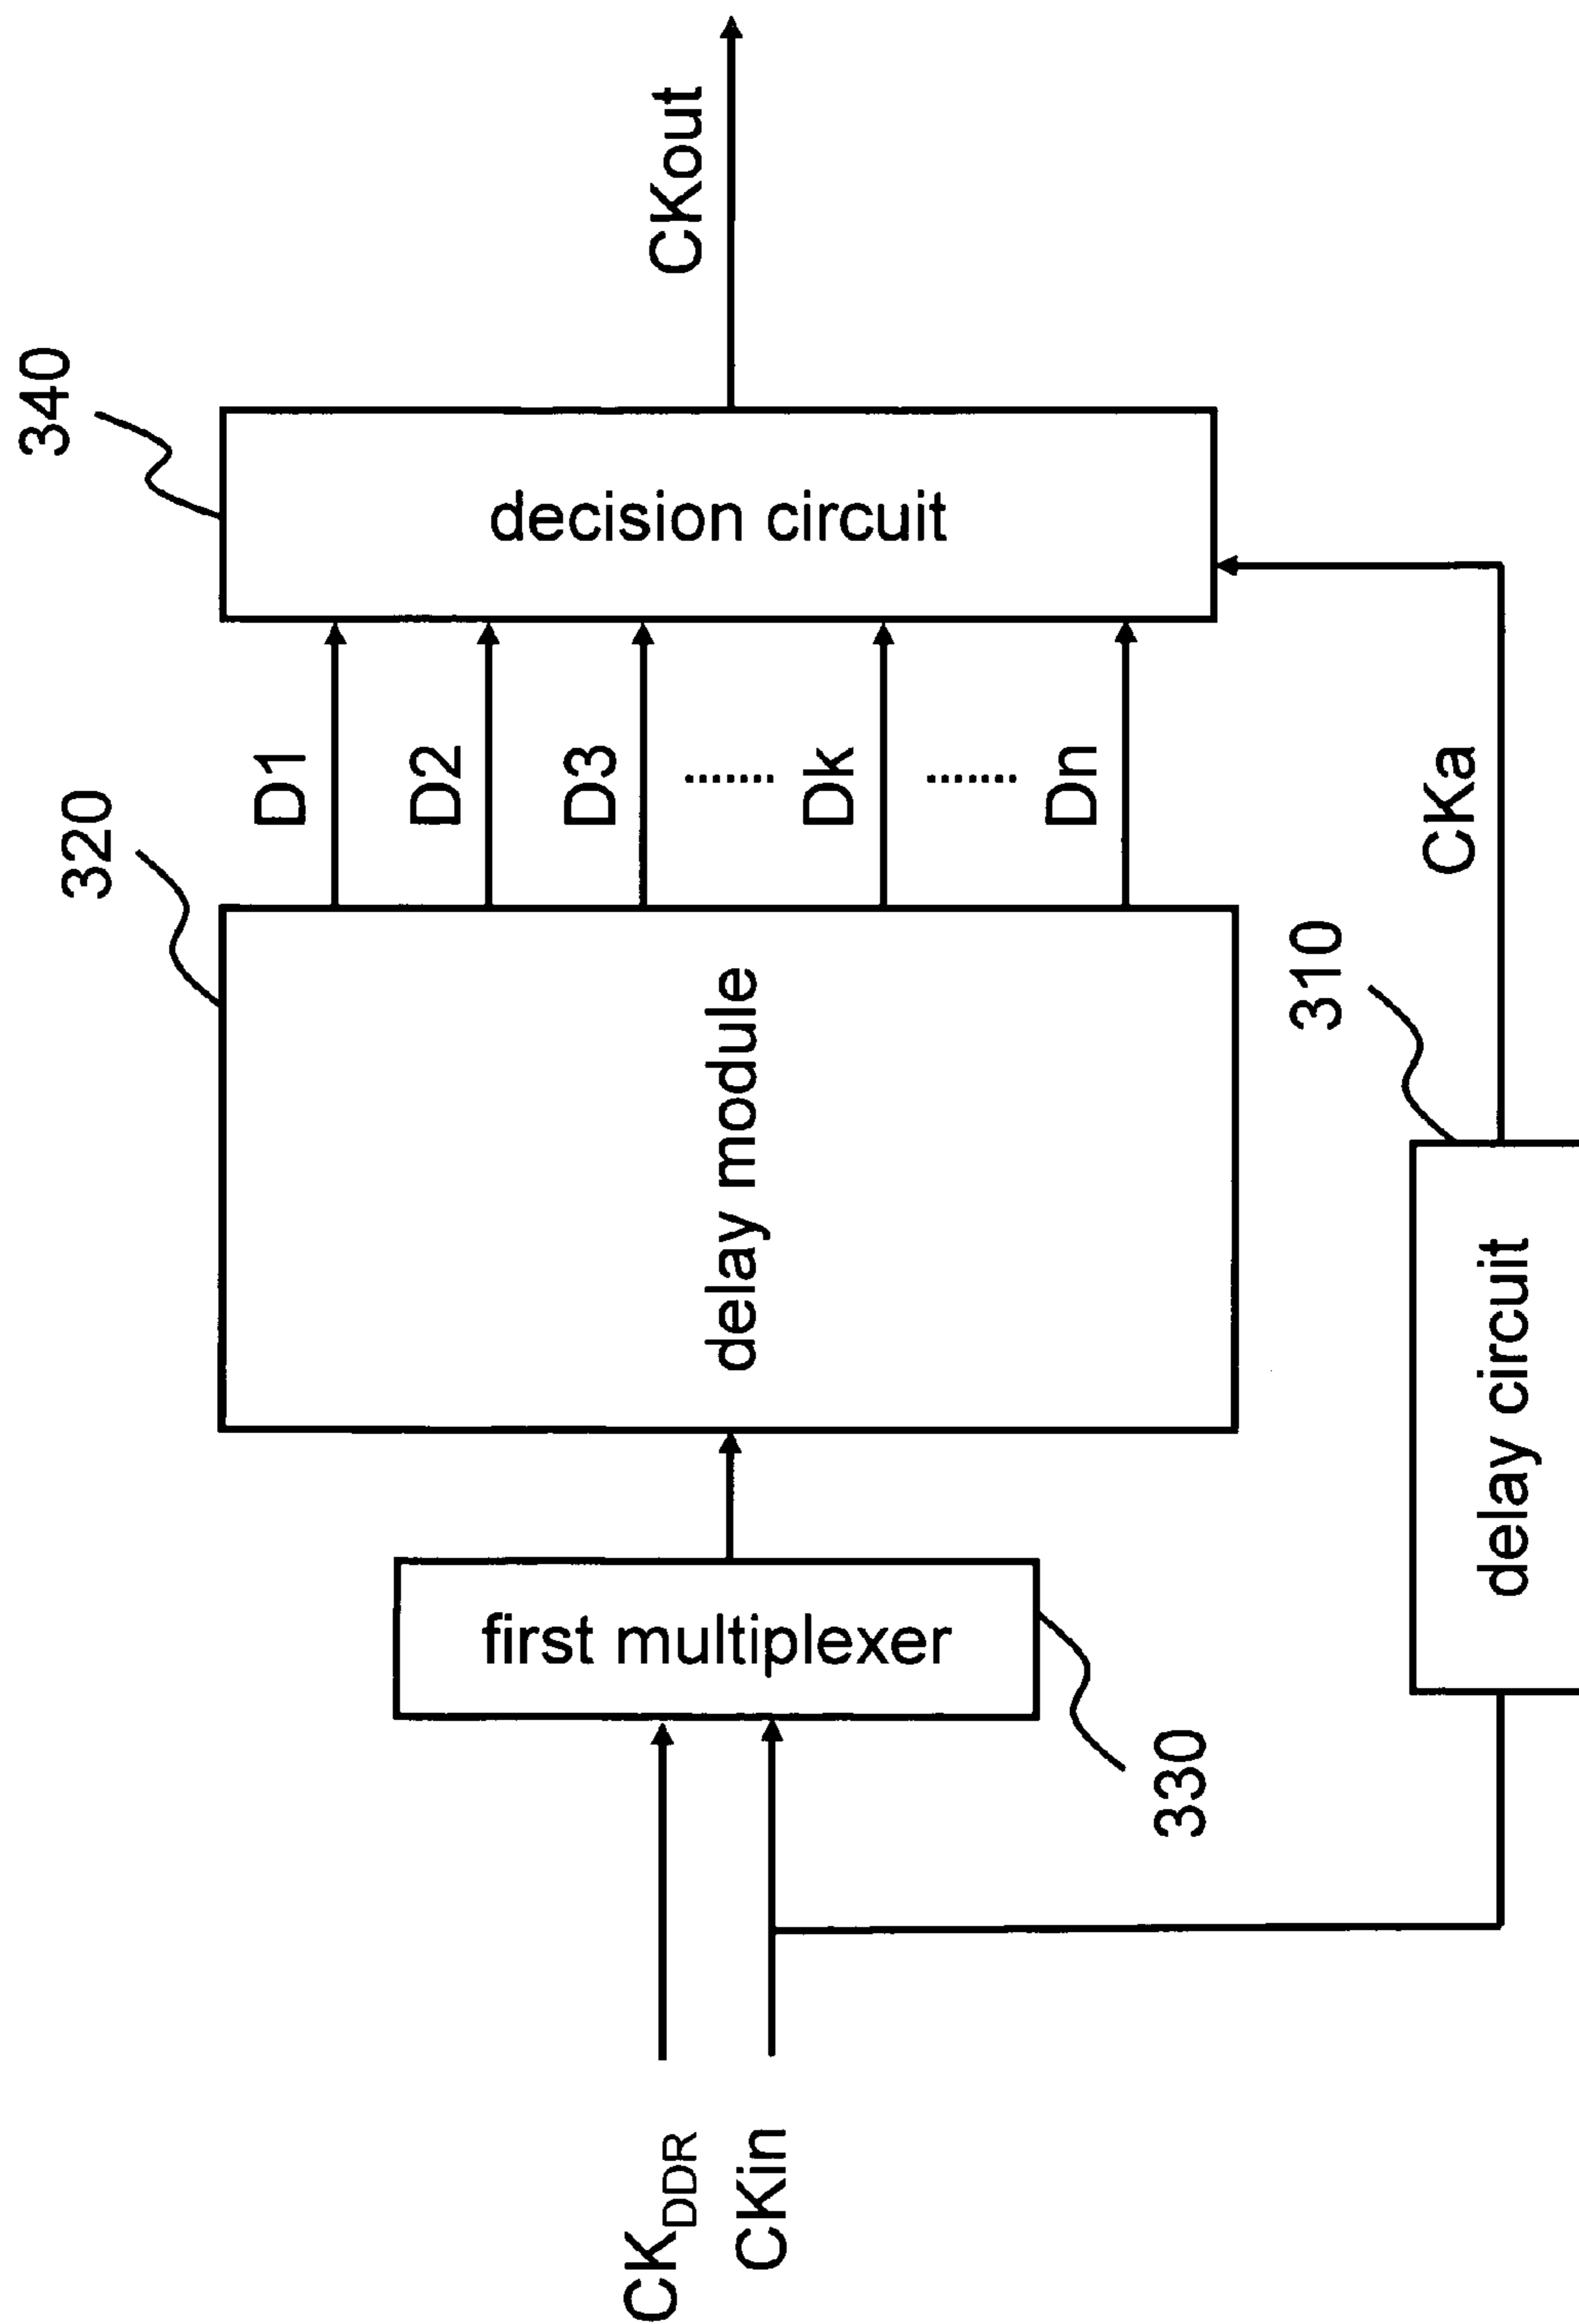 CK_DDR
CKin
first multiplexer
330
delay module
320
D1
D2
D3
........
Dk
........
Dn
decision circuit
340
CKout
delay circuit
310
CKa